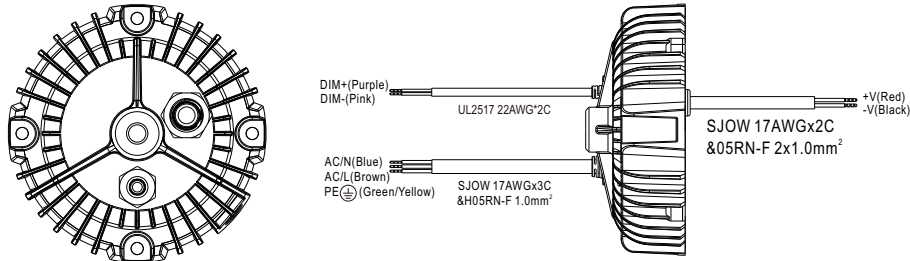 DIM+(Purple)
DIM-(Pink)
UL2517 22AWG*2C
AC/N(Blue)
AC/L(Brown)
PE(Green/Yellow)
SJOW 17AWGx3C
&H05RN-F 1.0mm²
+V(Red)
-V(Black)
SJOW 17AWGx2C
&05RN-F 2x1.0mm²